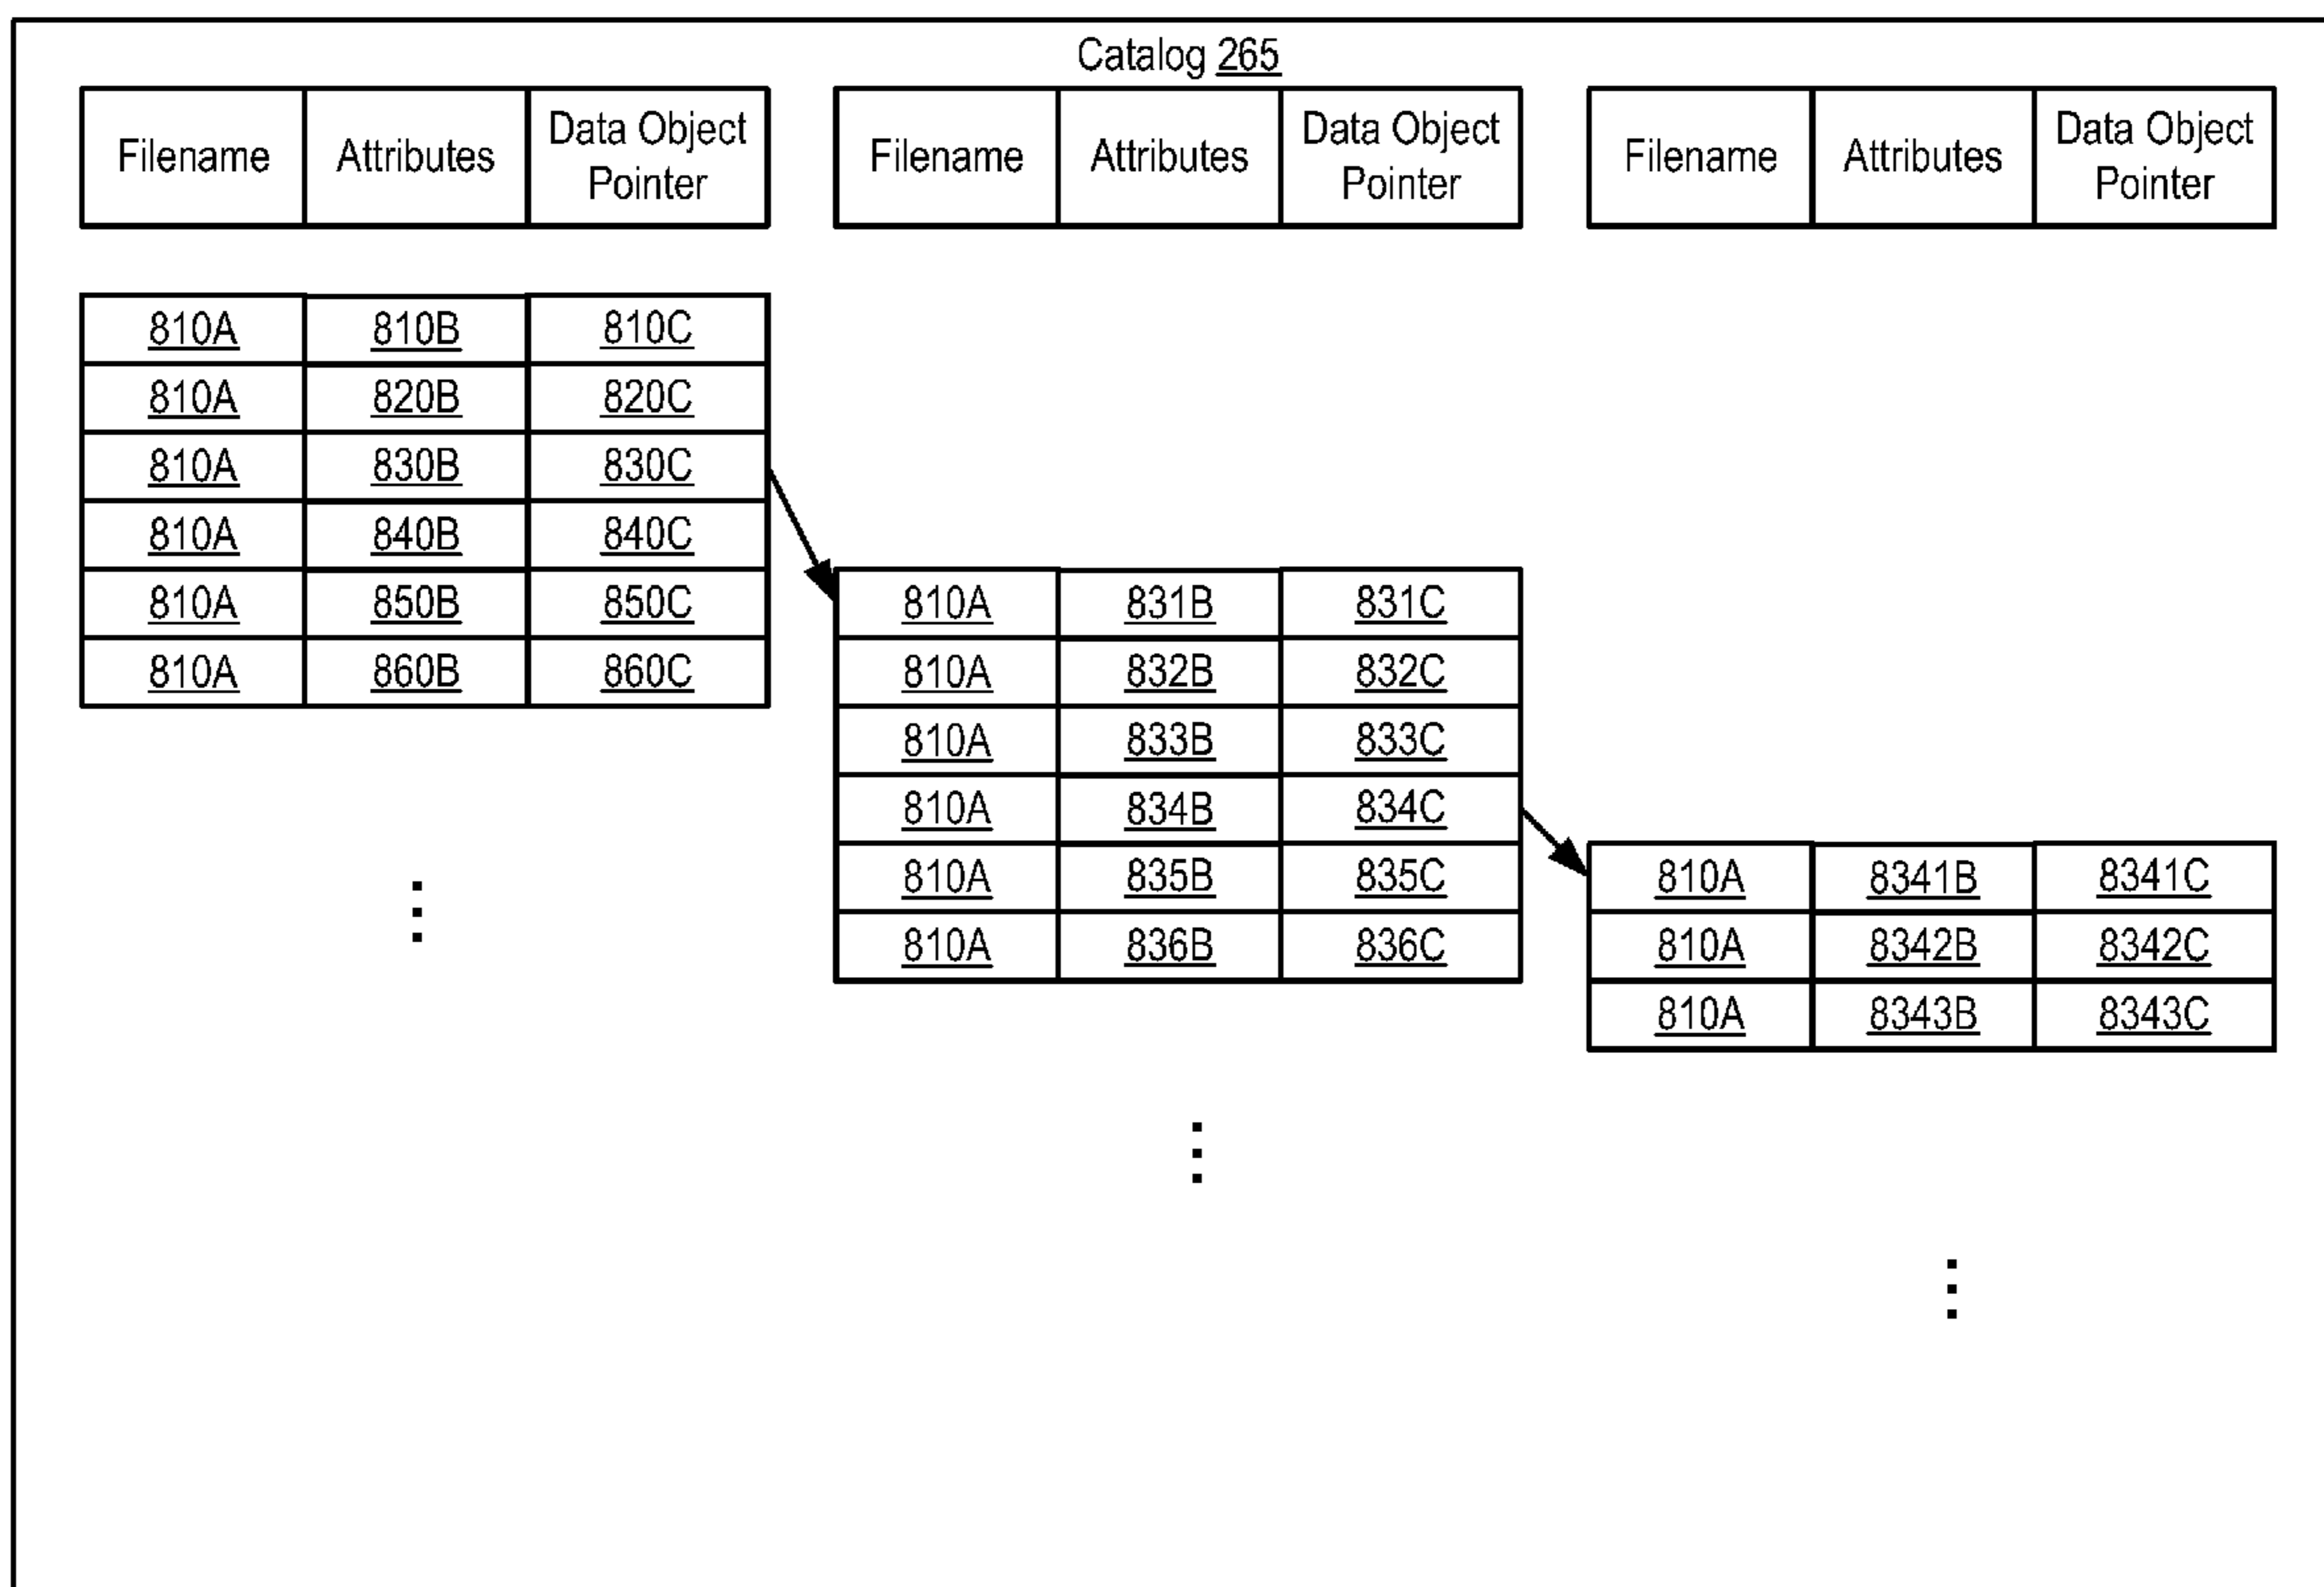 Catalog 265
Filename Attributes Data Object Pointer Filename Attributes Data Object Pointer Filename Attributes Data Object Pointer
810A 810B 810C
810A 820B 820C
810A 830B 830C
810A 840B 840C
810A 850B 850C
810A 860B 860C
810A 831B 831C
810A 832B 832C
810A 833B 833C
810A 834B 834C
810A 835B 835C
810A 836B 836C
810A 8341B 8341C
810A 8342B 8342C
810A 8343B 8343C